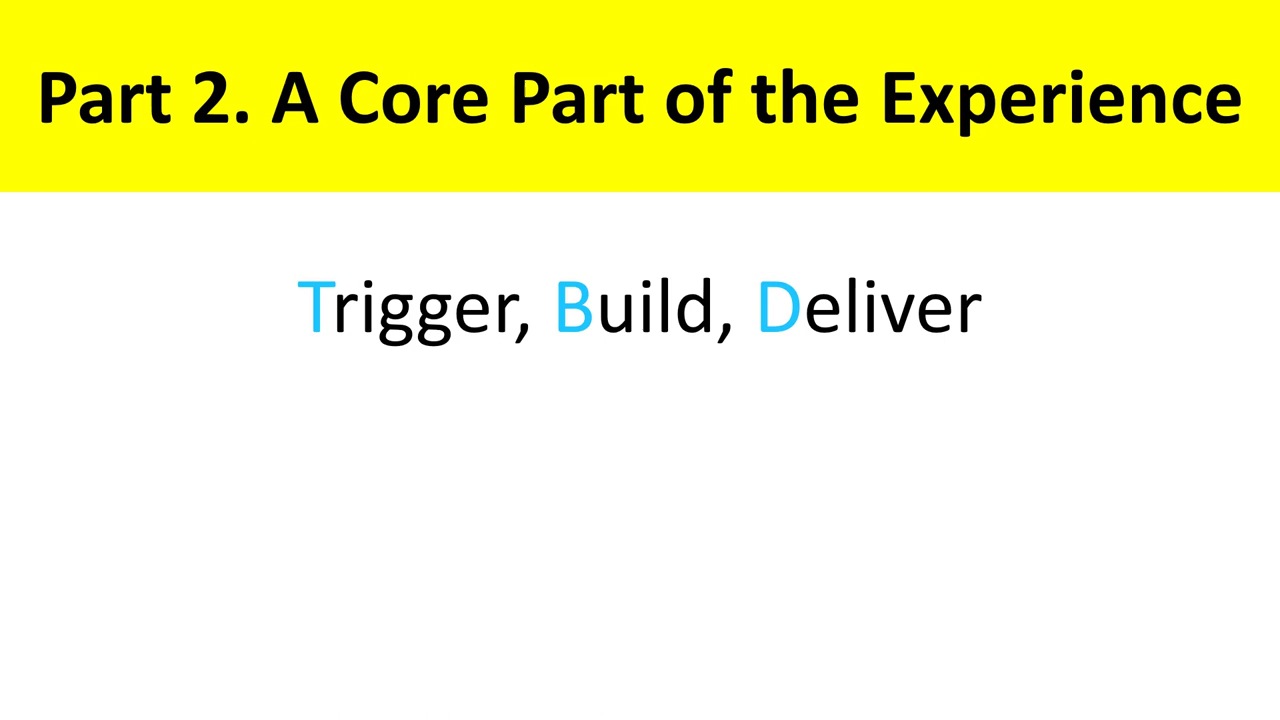 Part 2. A Core Part of the Experience
Trigger, Build, Deliver